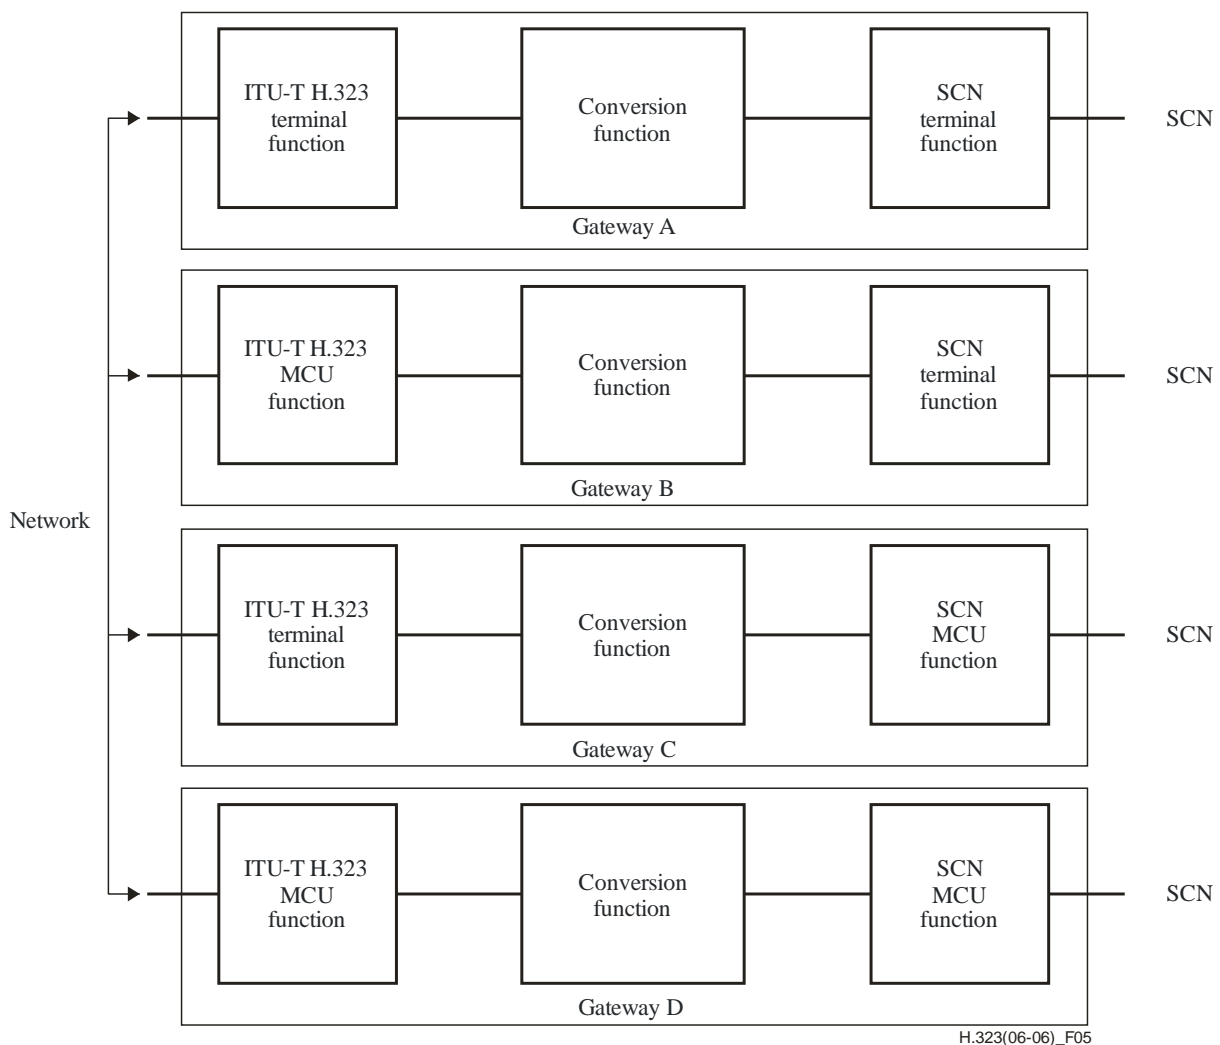 ITU-T H.323
terminal
function
Conversion
function
SCN
terminal
function
SCN
Gateway A
ITU-T H.323
MCU
function
Conversion
function
SCN
terminal
function
SCN
Gateway B
Network
ITU-T H.323
terminal
function
Conversion
function
SCN
MCU
function
SCN
Gateway C
ITU-T H.323
MCU
function
Conversion
function
SCN
MCU
function
SCN
Gateway D
H.323(06-06)_F05